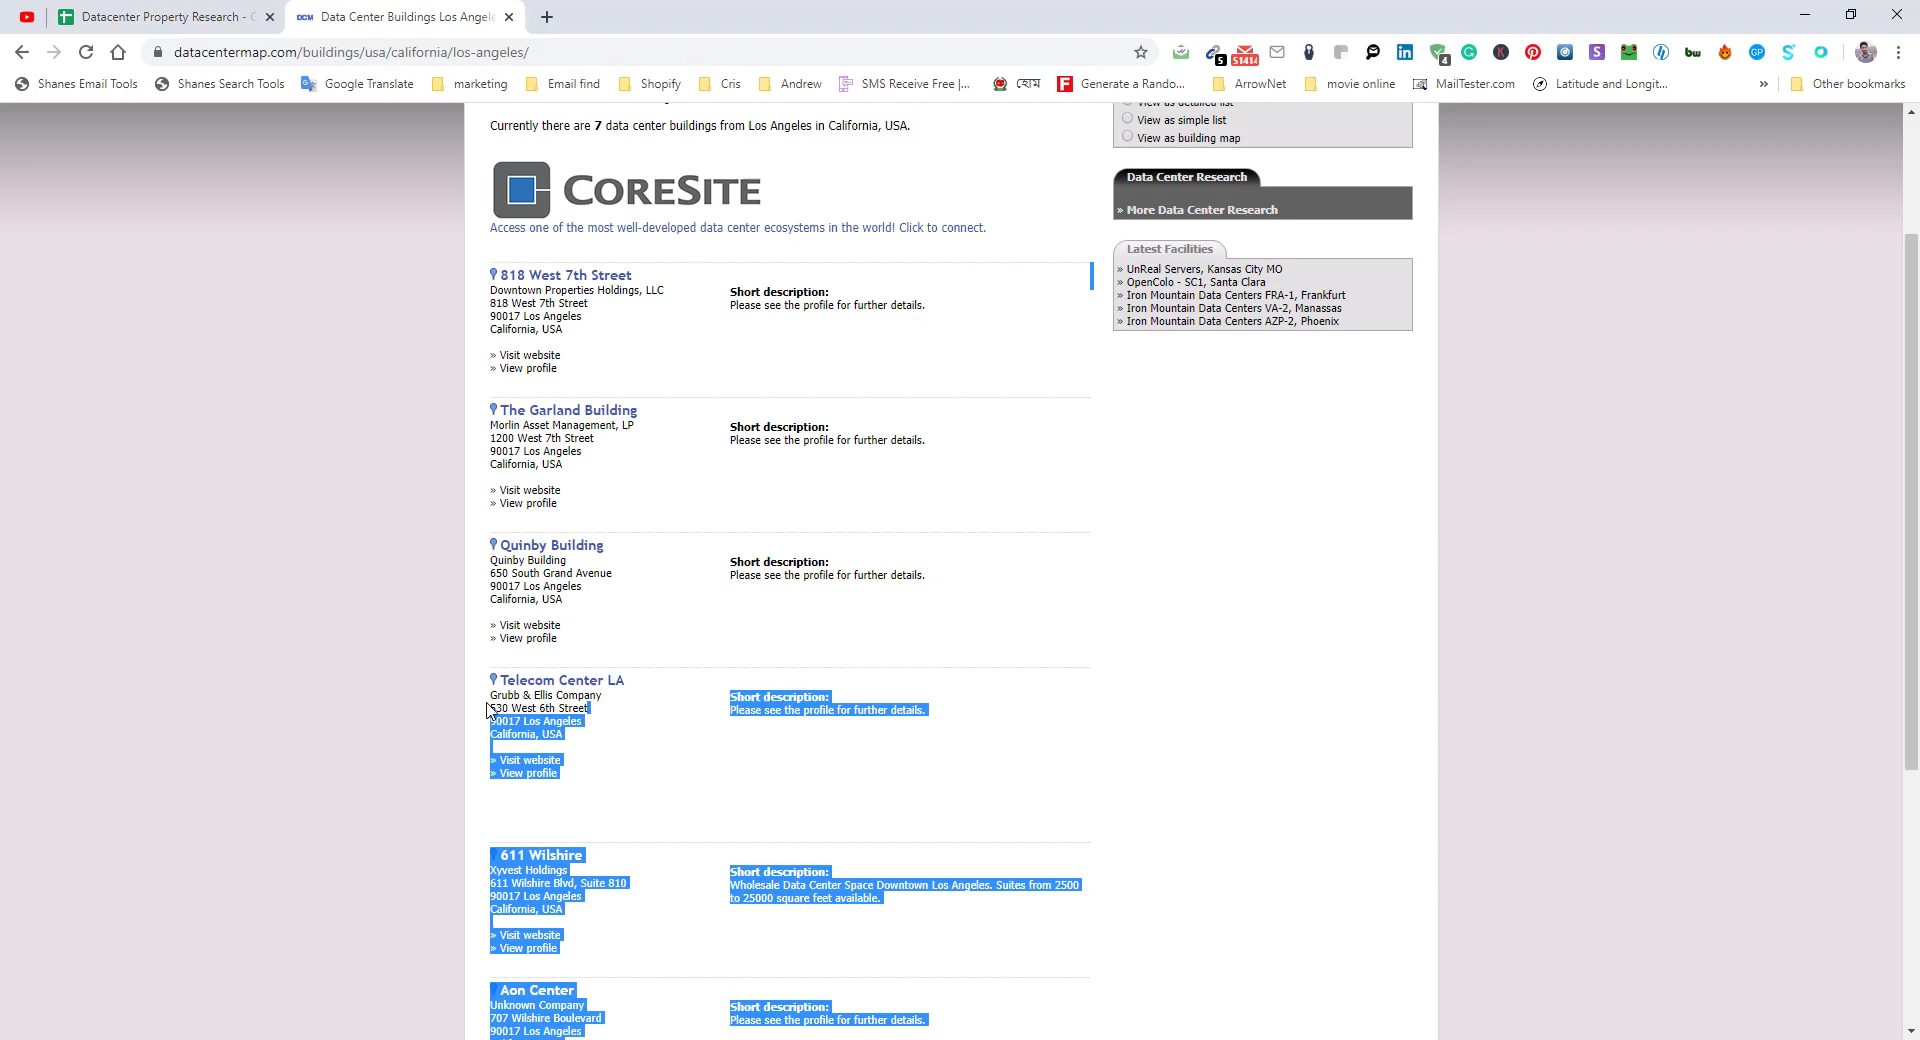 Datacenter Property Research - G
DCM
Data Center Buildings Los Angele
datacentermap.com/buildings/usa/california/los-angeles/
5
51414
4
bw
GP
Shanes Email Tools
Shanes Search Tools
Google Translate
marketing
Email find
Shopify
Cris
Andrew
SMS Receive Free |...
হোম
Generate a Rando...
ArrowNet
movie online
MailTester.com
Latitude and Longit...
»
Other bookmarks
Currently there are 7 data center buildings from Los Angeles in California, USA.
CORESITE
Access one of the most well-developed data center ecosystems in the world! Click to connect.
818 West 7th Street
Downtown Properties Holdings, LLC
818 West 7th Street
90017 Los Angeles
California, USA
» Visit website
» View profile
Short description:
Please see the profile for further details.
The Garland Building
Morlin Asset Management, LP
1200 West 7th Street
90017 Los Angeles
California, USA
» Visit website
» View profile
Short description:
Please see the profile for further details.
Quinby Building
Quinby Building
650 South Grand Avenue
90017 Los Angeles
California, USA
» Visit website
» View profile
Short description:
Please see the profile for further details.
Telecom Center LA
Grubb & Ellis Company
530 West 6th Street
90017 Los Angeles
California, USA
» Visit website
» View profile
Short description:
Please see the profile for further details.
611 Wilshire
Xyvest Holdings
611 Wilshire Blvd, Suite 810
90017 Los Angeles
California, USA
» Visit website
» View profile
Short description:
Wholesale Data Center Space Downtown Los Angeles. Suites from 2500
to 25000 square feet available.
Aon Center
Unknown Company
707 Wilshire Boulevard
90017 Los Angeles
Short description:
Please see the profile for further details.
View as detailed list
View as simple list
View as building map
Data Center Research
» More Data Center Research
Latest Facilities
» UnReal Servers, Kansas City MO
» OpenColo - SC1, Santa Clara
» Iron Mountain Data Centers FRA-1, Frankfurt
» Iron Mountain Data Centers VA-2, Manassas
» Iron Mountain Data Centers AZP-2, Phoenix